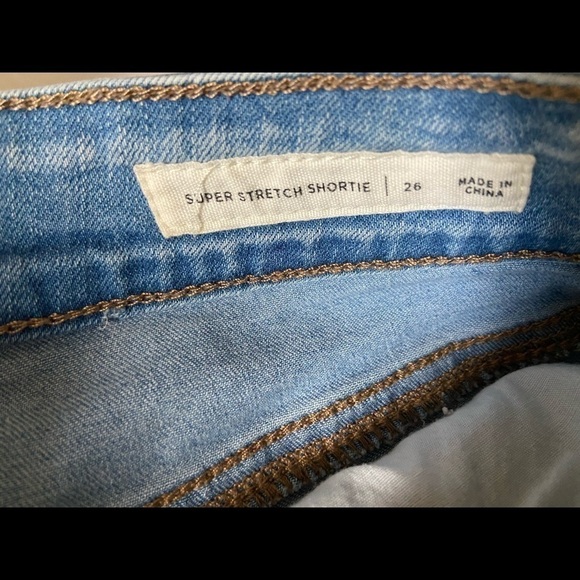 SUPER STRETCH SHORTIE | 26 MADE IN
CHINA